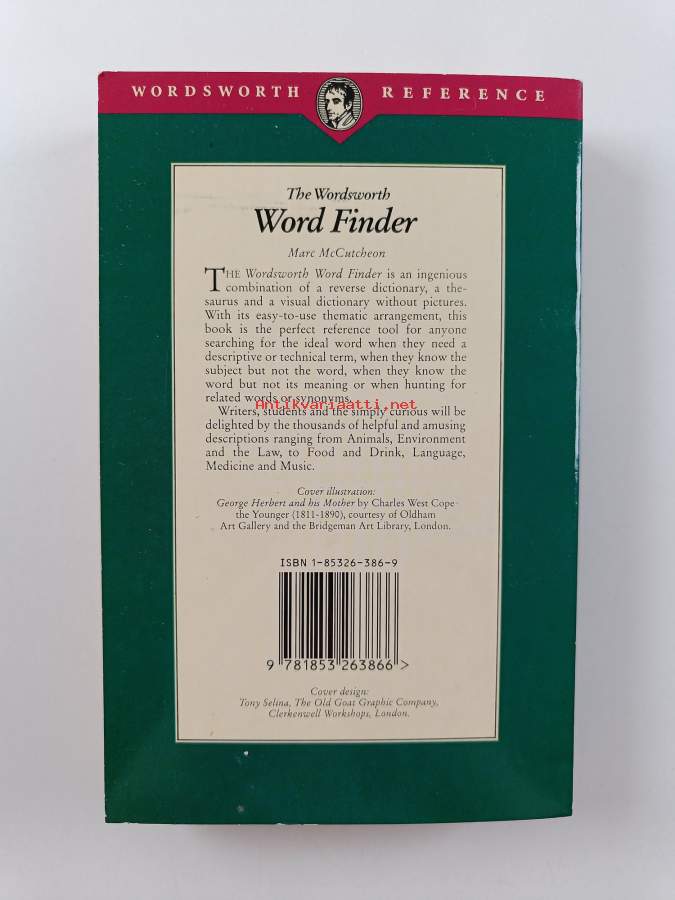 WORDSWORTH REFERENCE
The Wordsworth
Word Finder
Marc McCutcheon
THE Wordsworth Word Finder is an ingenious
combination of a reverse dictionary, a the-
saurus and a visual dictionary without pictures.
With its easy-to-use thematic arrangement, this
book is the perfect reference tool for anyone
searching for the ideal word when they need a
descriptive or technical term, when they know the
subject but not the word, when they know the
word but not its meaning or when hunting for
related words or synonyms.
Antikvariaatti.net
Writers, students and the simply curious will be
delighted by the thousands of helpful and amusing
descriptions ranging from Animals, Environment
and the Law, to Food and Drink, Language,
Medicine and Music.
Cover illustration:
George Herbert and his Mother by Charles West Cope
the Younger (1811-1890), courtesy of Oldham
Art Gallery and the Bridgeman Art Library, London.
ISBN 1-85326-386-9
9 781853 263866 >
Cover design:
Tony Selina, The Old Goat Graphic Company,
Clerkenwell Workshops, London.